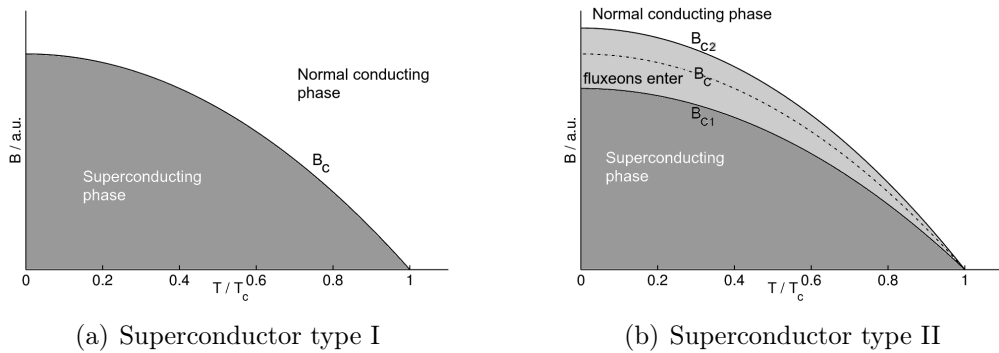 B / a.u.
Normal conducting
phase
B_c
Superconducting
phase
0
0.2
0.4
0.6
0.8
1
T / T_c
(a) Superconductor type I
Normal conducting phase
B_c2
B_c
fluxeons enter
B_c1
B / a.u.
Superconducting
phase
0
0.2
0.4
0.6
0.8
1
T / T_c
(b) Superconductor type II